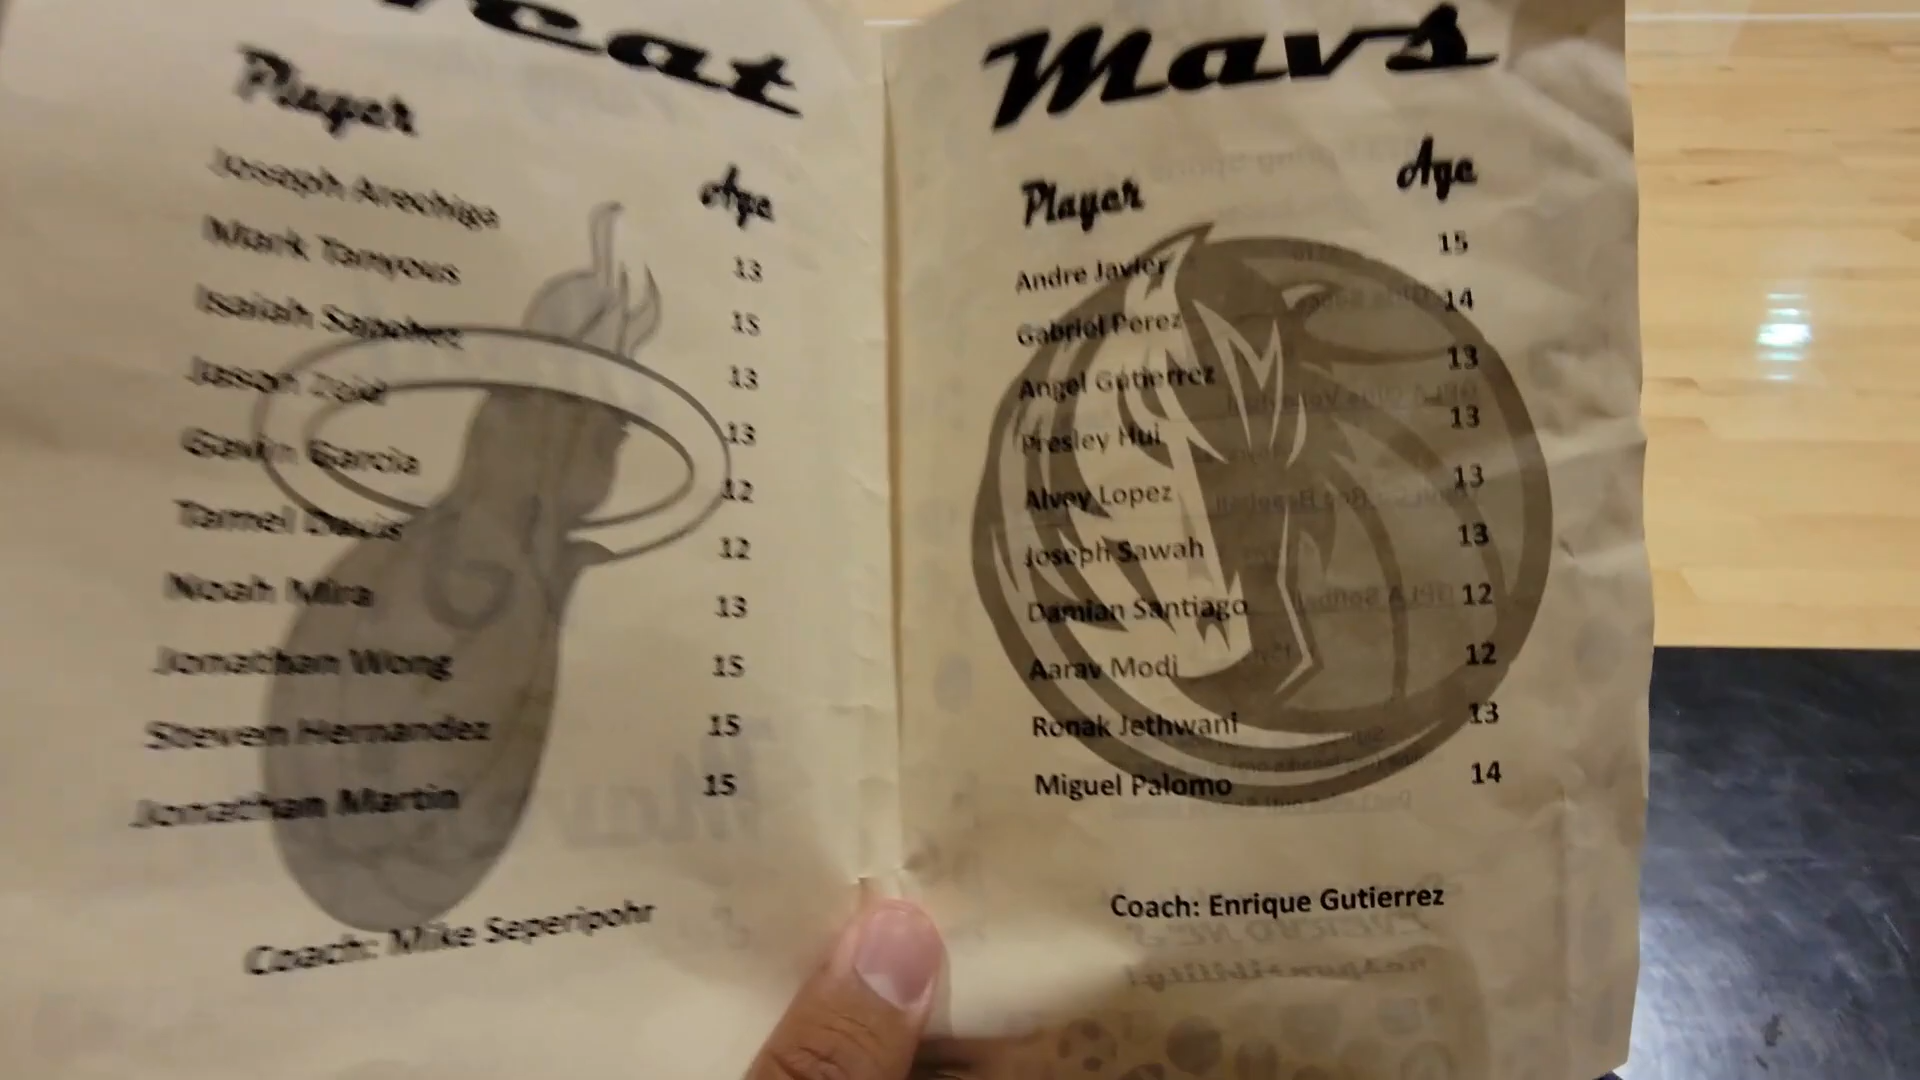 eat
Player Age
Joseph Arechiga 13
Mark Tanyous 15
Isaiah Sanchez 13
Jason 13
Gavin Garcia 12
Tamel Davis 12
Noah Mira 13
Jonathan Wong 15
Steven Hernandez 15
Jonathan Martin 15
Coach: Mike Seperipohr
Mavs
Player Age
Andre Javier 15
Gabriel Perez 14
Angel Gutierrez 13
Presley Hui 13
Alvey Lopez 13
Joseph Sawah 13
Damian Santiago 12
Aarav Modi 12
Ronak Jethwani 13
Miguel Palomo 14
Coach: Enrique Gutierrez